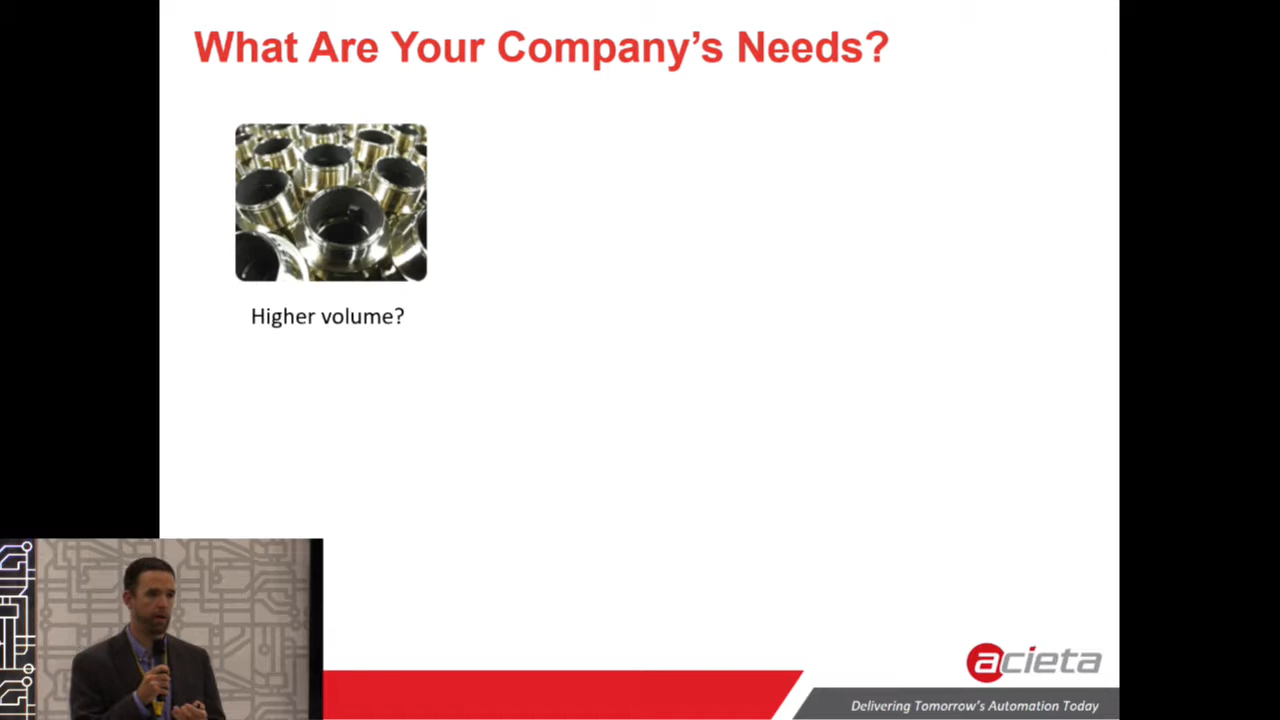 What Are Your Company's Needs?
Higher volume?
acieta
Delivering Tomorrow's Automation Today